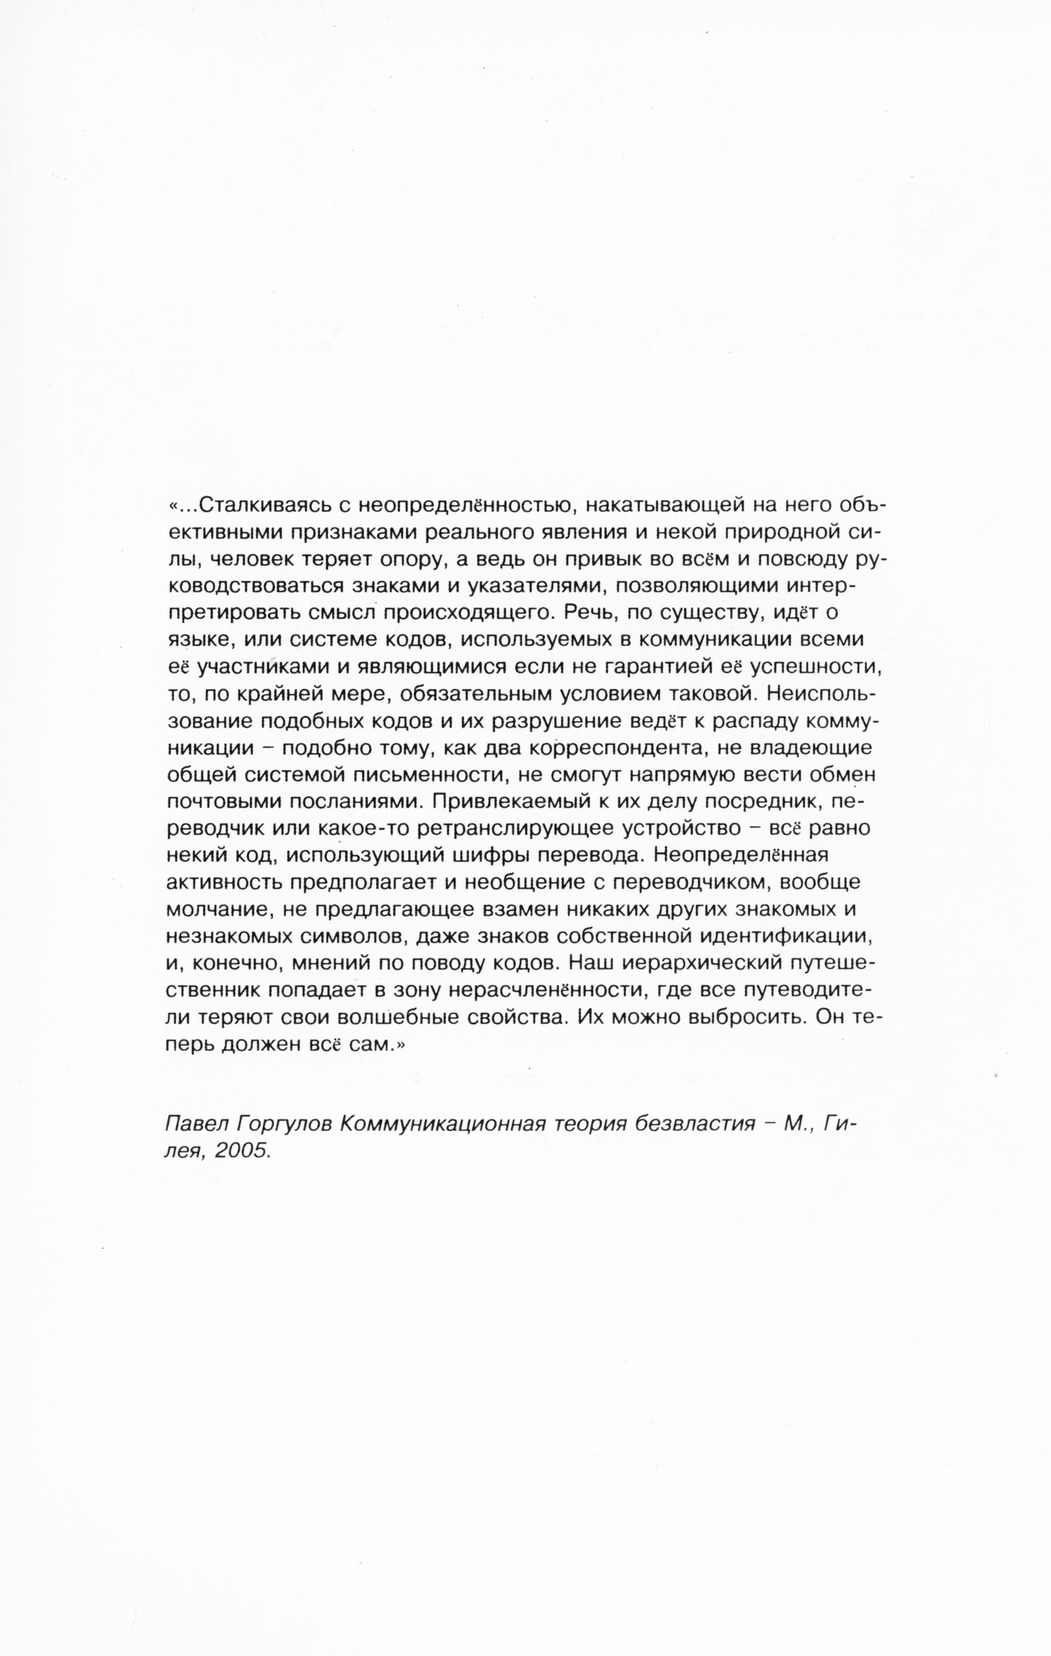 «...Сталкиваясь с неопределённостью, накатывающей на него объ-
ективными признаками реального явления и некой природной си-
лы, человек теряет опору, а ведь он привык во всём и повсюду ру-
ководствоваться знаками и указателями, позволяющими интер-
претировать смысл происходящего. Речь, по существу, идёт о
языке, или системе кодов, используемых в коммуникации всеми
её участниками и являющимися если не гарантией её успешности,
то, по крайней мере, обязательным условием таковой. Неисполь-
зование подобных кодов и их разрушение ведёт к распаду комму-
никации – подобно тому, как два корреспондента, не владеющие
общей системой письменности, не смогут напрямую вести обмен
почтовыми посланиями. Привлекаемый к их делу посредник, пе-
реводчик или какое-то ретранслирующее устройство – всё равно
некий код, использующий шифры перевода. Неопределённая
активность предполагает и необщение с переводчиком, вообще
молчание, не предлагающее взамен никаких других знакомых и
незнакомых символов, даже знаков собственной идентификации,
и, конечно, мнений по поводу кодов. Наш иерархический путеше-
ственник попадает в зону нерасчленённости, где все путеводите-
ли теряют свои волшебные свойства. Их можно выбросить. Он те-
перь должен всё сам.»
Павел Горгулов Коммуникационная теория безвластия – М., Ги-
лея, 2005.